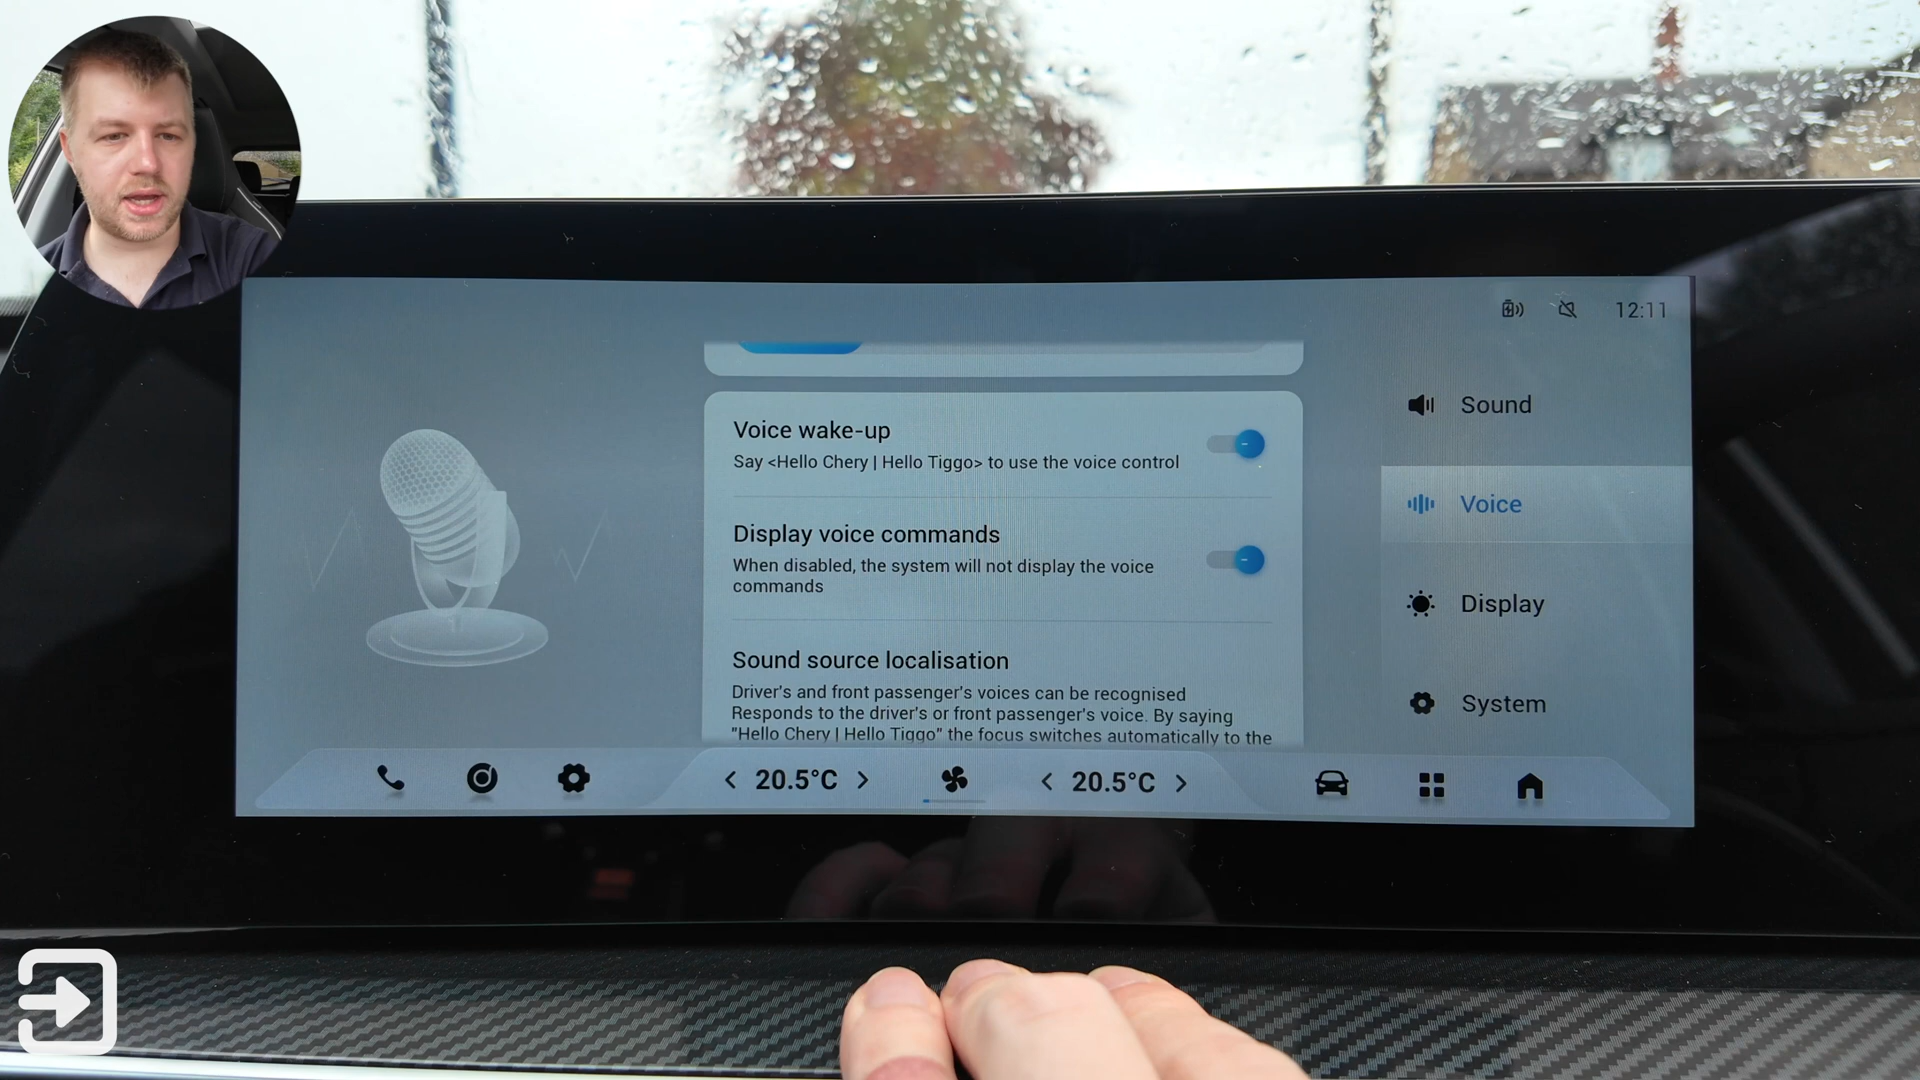 12:11
Voice wake-up
Say <Hello Chery | Hello Tiggo> to use the voice control
Display voice commands
When disabled, the system will not display the voice
commands
Sound source localisation
Driver's and front passenger's voices can be recognised
Responds to the driver's or front passenger's voice. By saying
"Hello Chery | Hello Tiggo" the focus switches automatically to the
Sound
Voice
Display
System
< 20.5°C >
< 20.5°C >